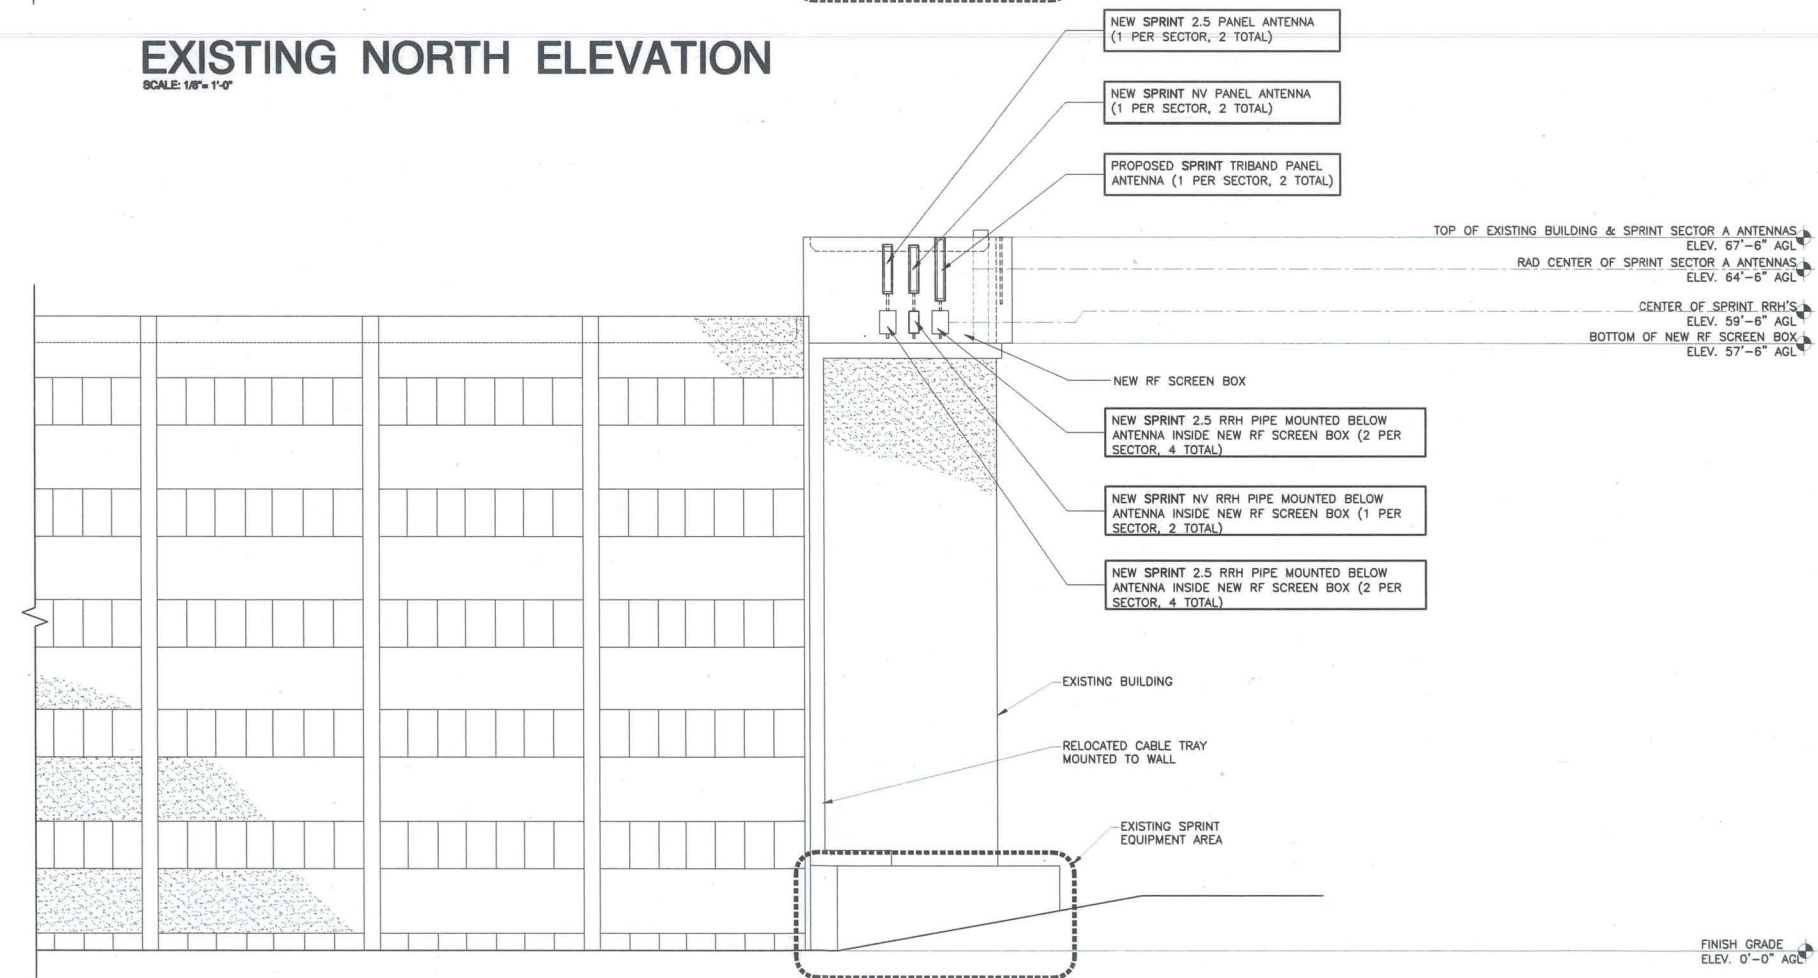 EXISTING NORTH ELEVATION
SCALE: 1/8"= 1'-0"
NEW SPRINT 2.5 PANEL ANTENNA
(1 PER SECTOR, 2 TOTAL)
NEW SPRINT NV PANEL ANTENNA
(1 PER SECTOR, 2 TOTAL)
PROPOSED SPRINT TRIBAND PANEL
ANTENNA (1 PER SECTOR, 2 TOTAL)
TOP OF EXISTING BUILDING & SPRINT SECTOR A ANTENNAS
ELEV. 67'-6" AGL
RAD CENTER OF SPRINT SECTOR A ANTENNAS
ELEV. 64'-6" AGL
CENTER OF SPRINT RRH'S
ELEV. 59'-6" AGL
BOTTOM OF NEW RF SCREEN BOX
ELEV. 57'-6" AGL
NEW RF SCREEN BOX
NEW SPRINT 2.5 RRH PIPE MOUNTED BELOW
ANTENNA INSIDE NEW RF SCREEN BOX (2 PER
SECTOR, 4 TOTAL)
NEW SPRINT NV RRH PIPE MOUNTED BELOW
ANTENNA INSIDE NEW RF SCREEN BOX (1 PER
SECTOR, 2 TOTAL)
NEW SPRINT 2.5 RRH PIPE MOUNTED BELOW
ANTENNA INSIDE NEW RF SCREEN BOX (2 PER
SECTOR, 4 TOTAL)
EXISTING BUILDING
RELOCATED CABLE TRAY
MOUNTED TO WALL
EXISTING SPRINT
EQUIPMENT AREA
FINISH GRADE
ELEV. 0'-0" AGL